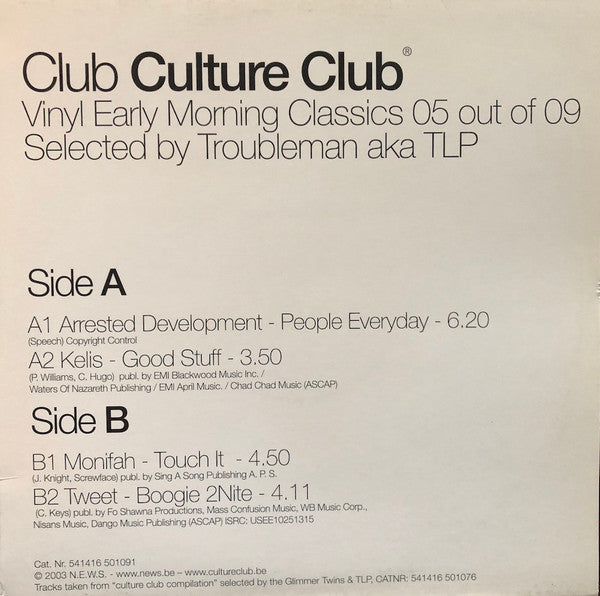 Club Culture Club®
Vinyl Early Morning Classics 05 out of 09
Selected by Troubleman aka TLP
Side A
A1 Arrested Development - People Everyday - 6.20
(Speech) Copyright Control
A2 Kelis - Good Stuff - 3.50
(P. Williams, C. Hugo) publ. by EMI Blackwood Music Inc. /
Waters Of Nazareth Publishing / EMI April Music. / Chad Chad Music (ASCAP)
Side B
B1 Monifah - Touch It - 4.50
(J. Knight, Screwface) publ. by Sing A Song Publishing A. P. S.
B2 Tweet - Boogie 2Nite - 4.11
(C. Keys) publ. by Fo Shawna Productions, Mass Confusion Music, WB Music Corp.,
Nisans Music, Dango Music Publishing (ASCAP) ISRC: USEE10251315
Cat. Nr. 541416 501091
© 2003 N.E.W.S. - www.news.be – www.cultureclub.be
Tracks taken from "culture club compilation" selected by the Glimmer Twins & TLP, CATNR: 541416 501076